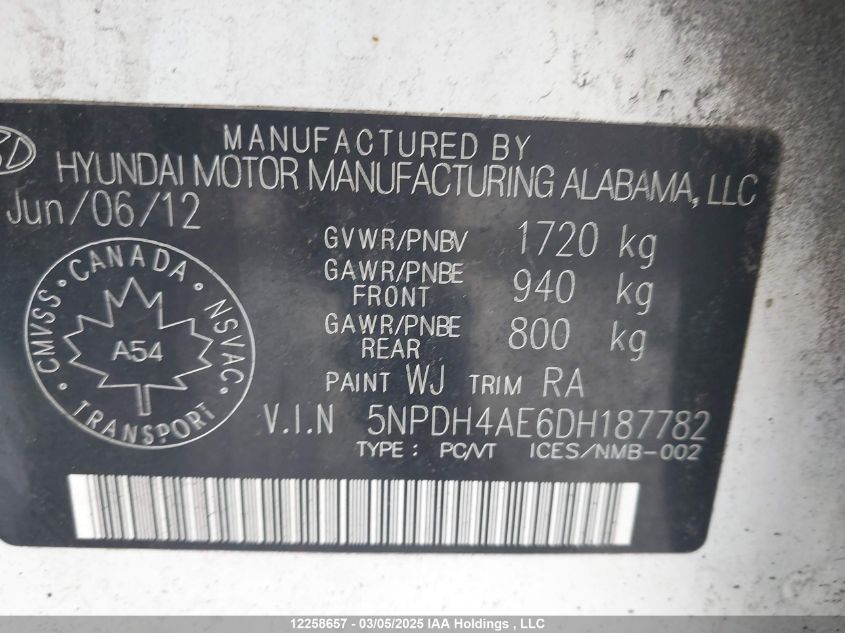 MANUFACTURED BY
HYUNDAI MOTOR MANUFACTURING ALABAMA, LLC
Jun/06/12
GVWR/PNBV 1720 kg
GAWR/PNBE FRONT 940 kg
GAWR/PNBE REAR 800 kg
PAINT WJ TRIM RA
V.I.N 5NPDH4AE6DH187782
TYPE : PC/VT ICES/NMB-002
CMVSS • CANADA • NSVAC • TRANSPORT •
A54
12258657 - 03/05/2025 IAA Holdings , LLC